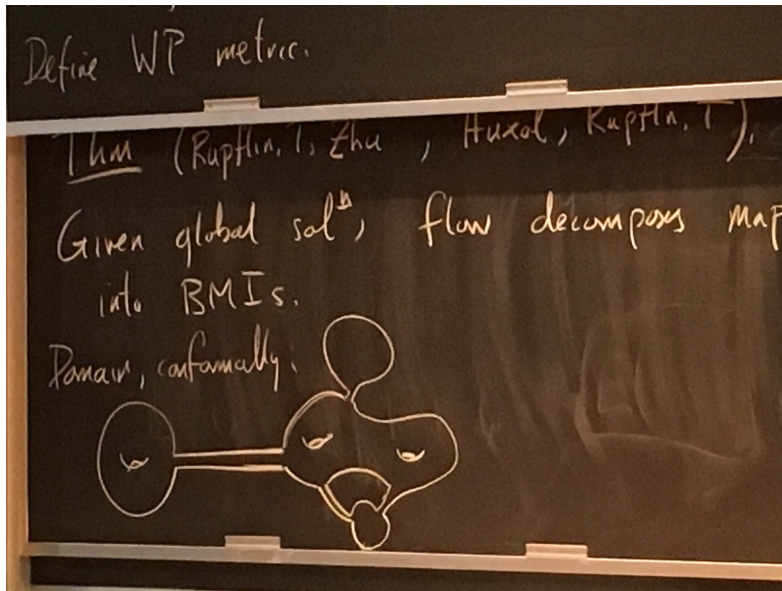 Define WP metric.
Thm (Rupflin, T, Zhu, Huxol, Rupflin, T).
Given global solⁿ, flow decomposes map
into BMIs.
Domain, conformally.